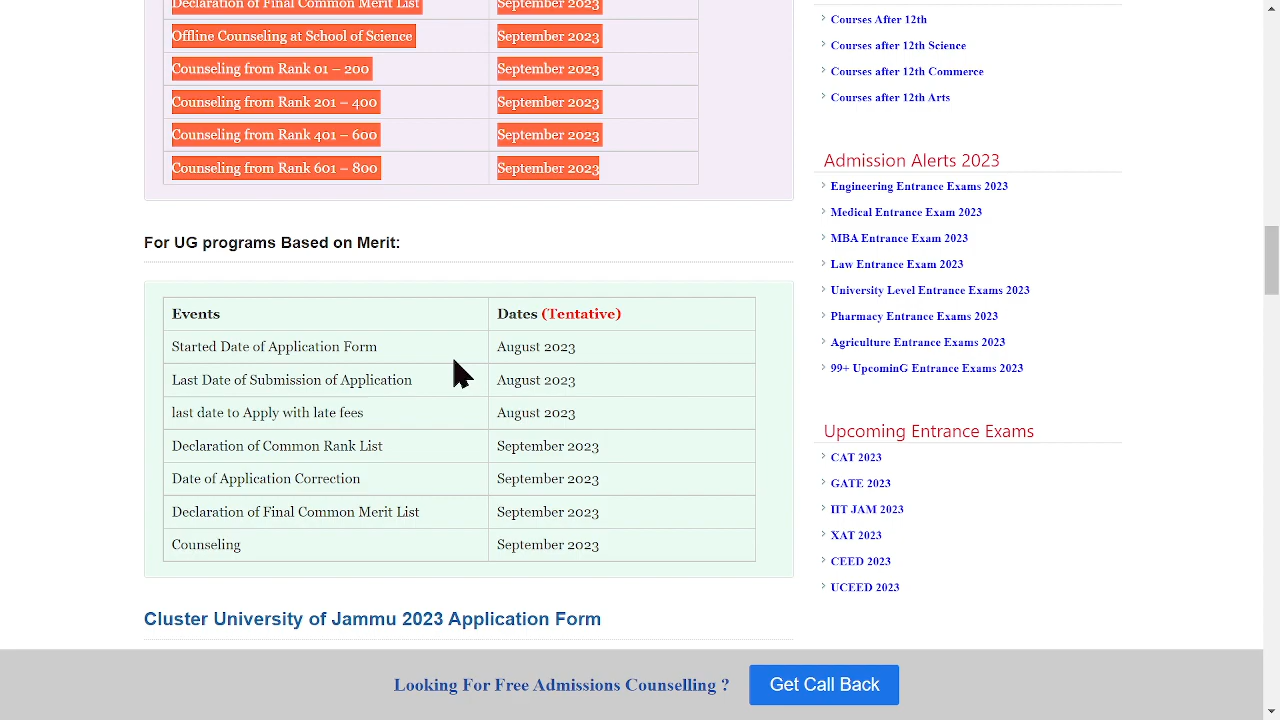 Declaration of Final Common Merit List September 2023
Offline Counseling at School of Science September 2023
Counseling from Rank 01 – 200 September 2023
Counseling from Rank 201 – 400 September 2023
Counseling from Rank 401 – 600 September 2023
Counseling from Rank 601 – 800 September 2023
For UG programs Based on Merit:
Events Dates (Tentative)
Started Date of Application Form August 2023
Last Date of Submission of Application August 2023
last date to Apply with late fees August 2023
Declaration of Common Rank List September 2023
Date of Application Correction September 2023
Declaration of Final Common Merit List September 2023
Counseling September 2023
Cluster University of Jammu 2023 Application Form
Courses After 12th
Courses after 12th Science
Courses after 12th Commerce
Courses after 12th Arts
Admission Alerts 2023
Engineering Entrance Exams 2023
Medical Entrance Exam 2023
MBA Entrance Exam 2023
Law Entrance Exam 2023
University Level Entrance Exams 2023
Pharmacy Entrance Exams 2023
Agriculture Entrance Exams 2023
99+ UpcominG Entrance Exams 2023
Upcoming Entrance Exams
CAT 2023
GATE 2023
IIT JAM 2023
XAT 2023
CEED 2023
UCEED 2023
Looking For Free Admissions Counselling ? Get Call Back